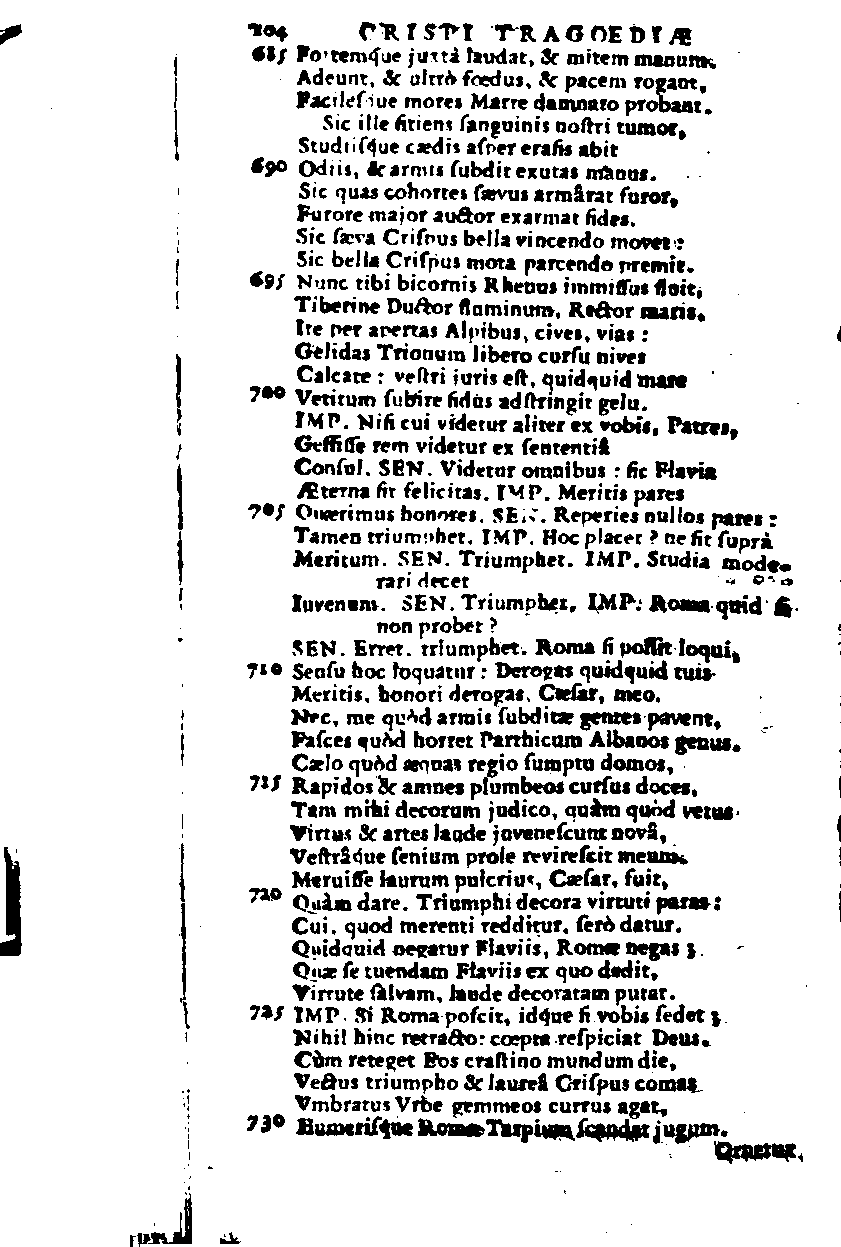 204 CRISPI TRAGOEDIÆ
685 Fortemq́ue juxtà laudat, & mitem manum.
Adeunt, & ultrò fœdus, & pacem rogant,
Facileſque mores Marte damnato probant.
Sic ille ſitiens ſanguinis noſtri tumor,
Studiiſq́ue cædis aſper eraſis abit
690 Odiis, & armis ſubdit exutas manus.
Sic quas cohortes ſævus armârat furor,
Furore major auctor exarmat fides.
Sic ſæva Criſpus bella vincendo movet:
Sic bella Criſpus mota parcendo premit.
695 Nunc tibi bicornis Rhenus immiſſus fluit,
Tiberine Ductor fluminum, Rector maris.
Ite per apertas Alpibus, cives, vias:
Gelidas Trionum libero curſu nives
Calcate: veſtri juris eſt, quidquid mare
700 Vetitum ſubire fidus adſtringit gelu.
IMP. Niſi cui videtur aliter ex vobis, Patres,
Geſſiſſe rem videtur ex ſententiâ
Conſul. SEN. Videtur omnibus: ſic Flavia
Æterna ſit felicitas. IMP. Meritis pares
705 Quærimus honores. SEN. Reperies nullos pares:
Tamen triumphet. IMP. Hoc placet? ne ſit ſuprà
Meritum. SEN. Triumphet. IMP. Studia mode-
rari decet
Iuvenum. SEN. Triumphet, IMP. Roma quid ſi
non probet?
SEN. Erret. triumphet. Roma ſi poſſit loqui,
710 Senſu hoc loquatur: Derogas quidquid tuis
Meritis, honori derogas, Cæſar, meo.
Nec, me quòd armis ſubditæ gentes pavent,
Faſces quòd horret Parthicum Albanos genus.
Cælo quòd æquas regio ſumptu domos,
715 Rapidos & amnes plumbeos curſus doces,
Tam mihi decorum judico, quàm quòd vetus
Virtus & artes laude juveneſcunt novâ,
Veſtrâque ſenium prole revireſcit meum.
Meruiſſe laurum pulcrius, Cæſar, fuit,
720 Quàm dare. Triumphi decora virtuti paras:
Cui, quod merenti redditur, ſerò datur.
Quidquid negatur Flaviis, Romæ negas;
Quæ ſe tuendam Flaviis ex quo dedit,
Virtute ſalvam, laude decoratam putat.
725 IMP. Si Roma poſcit, idque ſi vobis ſedet;
Nihil hinc retracto: cœpta reſpiciat Deus.
Cùm reteget Eos craſtino mundum die,
Vectus triumpho & laureâ Criſpus comas
Vmbratus Vrbe gemmeos currus agat,
730 Humeriſque Romæ Tarpium ſcandat jugum.